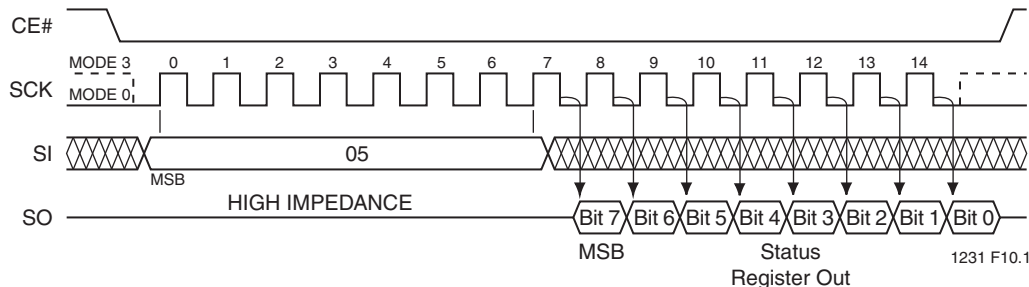 CE#
MODE 3 0 1 2 3 4 5 6 7 8 9 10 11 12 13 14
SCK MODE 0
SI 05
MSB
HIGH IMPEDANCE
SO Bit 7 Bit 6 Bit 5 Bit 4 Bit 3 Bit 2 Bit 1 Bit 0
MSB Status
Register Out
1231 F10.1